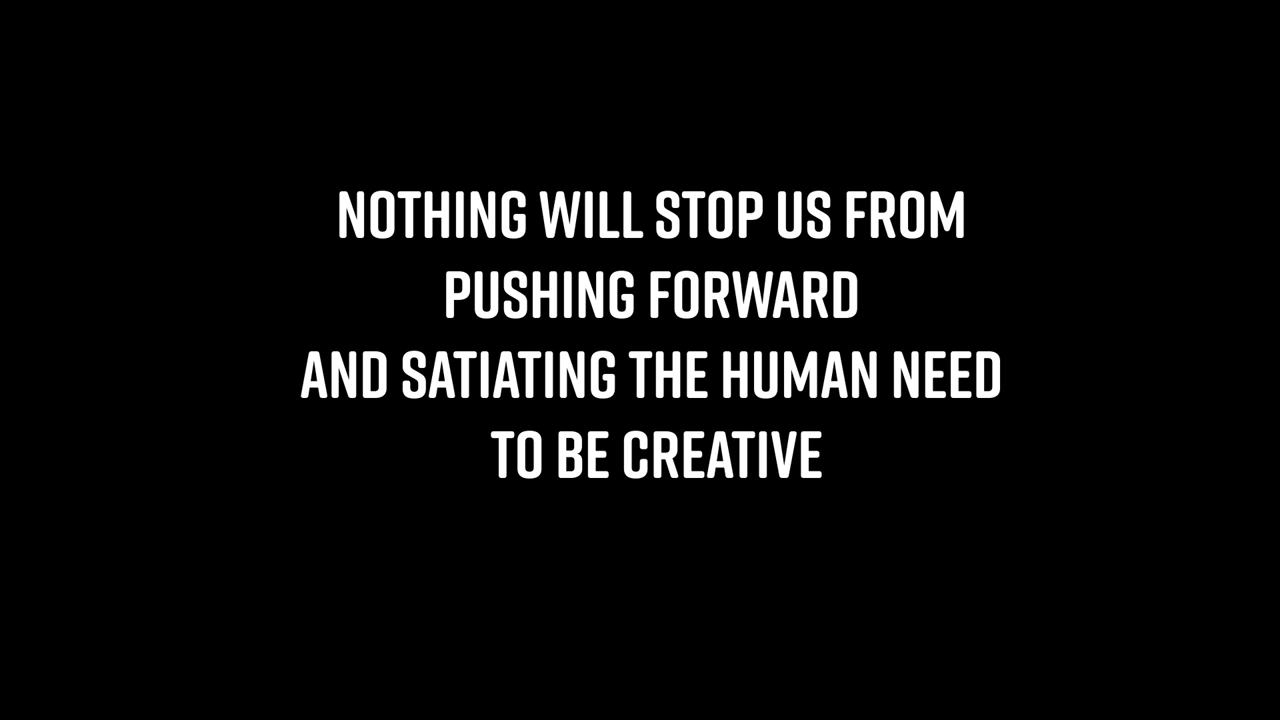 NOTHING WILL STOP US FROM
PUSHING FORWARD
AND SATIATING THE HUMAN NEED
TO BE CREATIVE